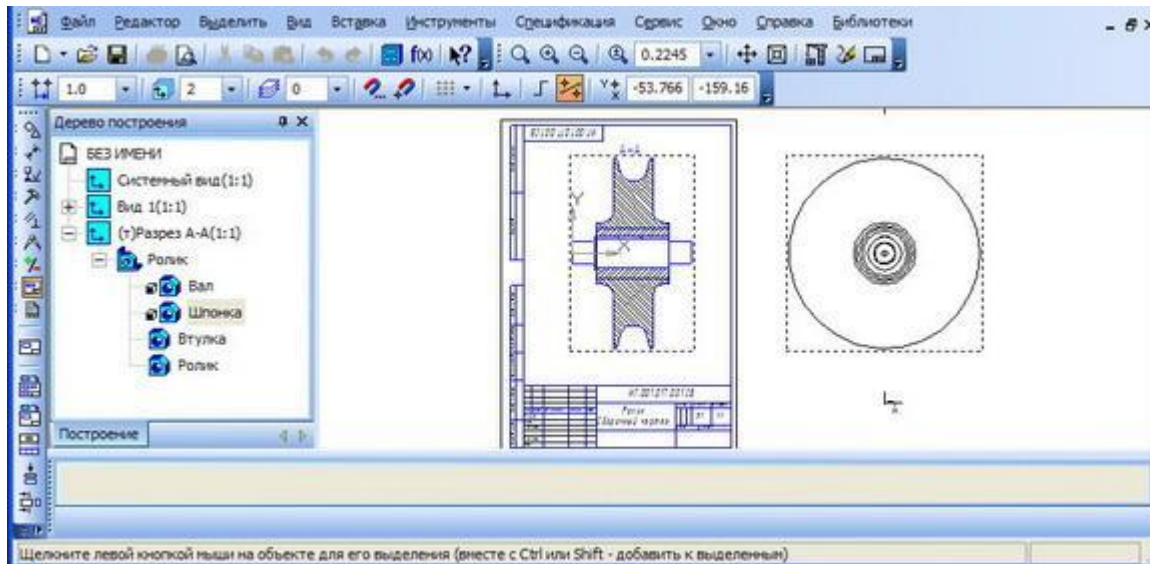 Файл Редактор Выделить Вид Вставка Инструменты Спецификация Сервис Окно Справка Библиотеки
f(x) 0.2245
1.0 2 0 -53.766 -159.16
Дерево построения
БЕЗ ИМЕНИ
Системный вид(1:1)
Вид 1(1:1)
(т)Разрез А-А(1:1)
Ролик
Вал
Шпонка
Втулка
Ролик
Y
X
Ролик
Сборочный чертеж
Построение
Щелкните левой кнопкой мыши на объекте для его выделения (вместе с Ctrl или Shift - добавить к выделенным)